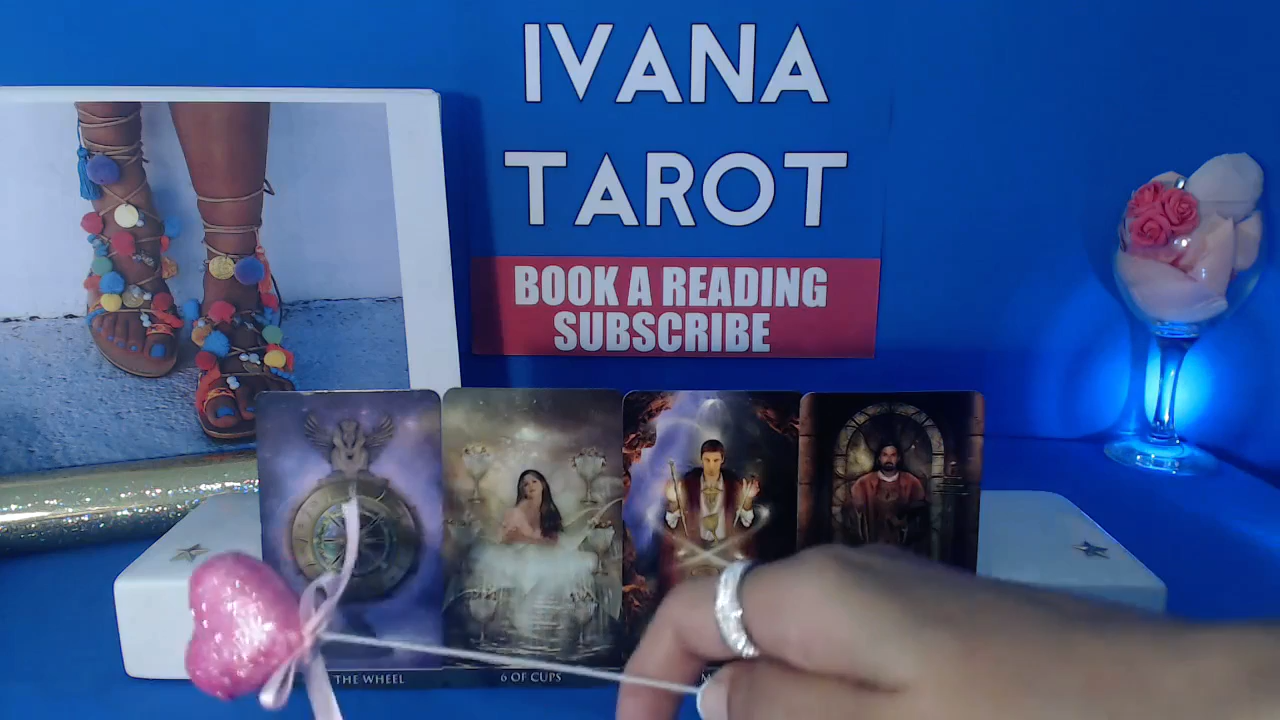 IVANA
TAROT
BOOK A READING
SUBSCRIBE
THE WHEEL
6 OF CUPS